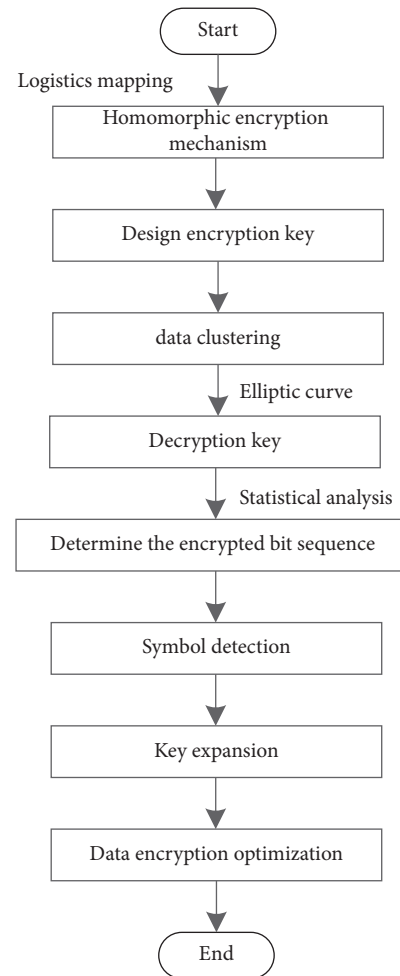 Start
Logistics mapping
Homomorphic encryption
mechanism
Design encryption key
data clustering
Elliptic curve
Decryption key
Statistical analysis
Determine the encrypted bit sequence
Symbol detection
Key expansion
Data encryption optimization
End